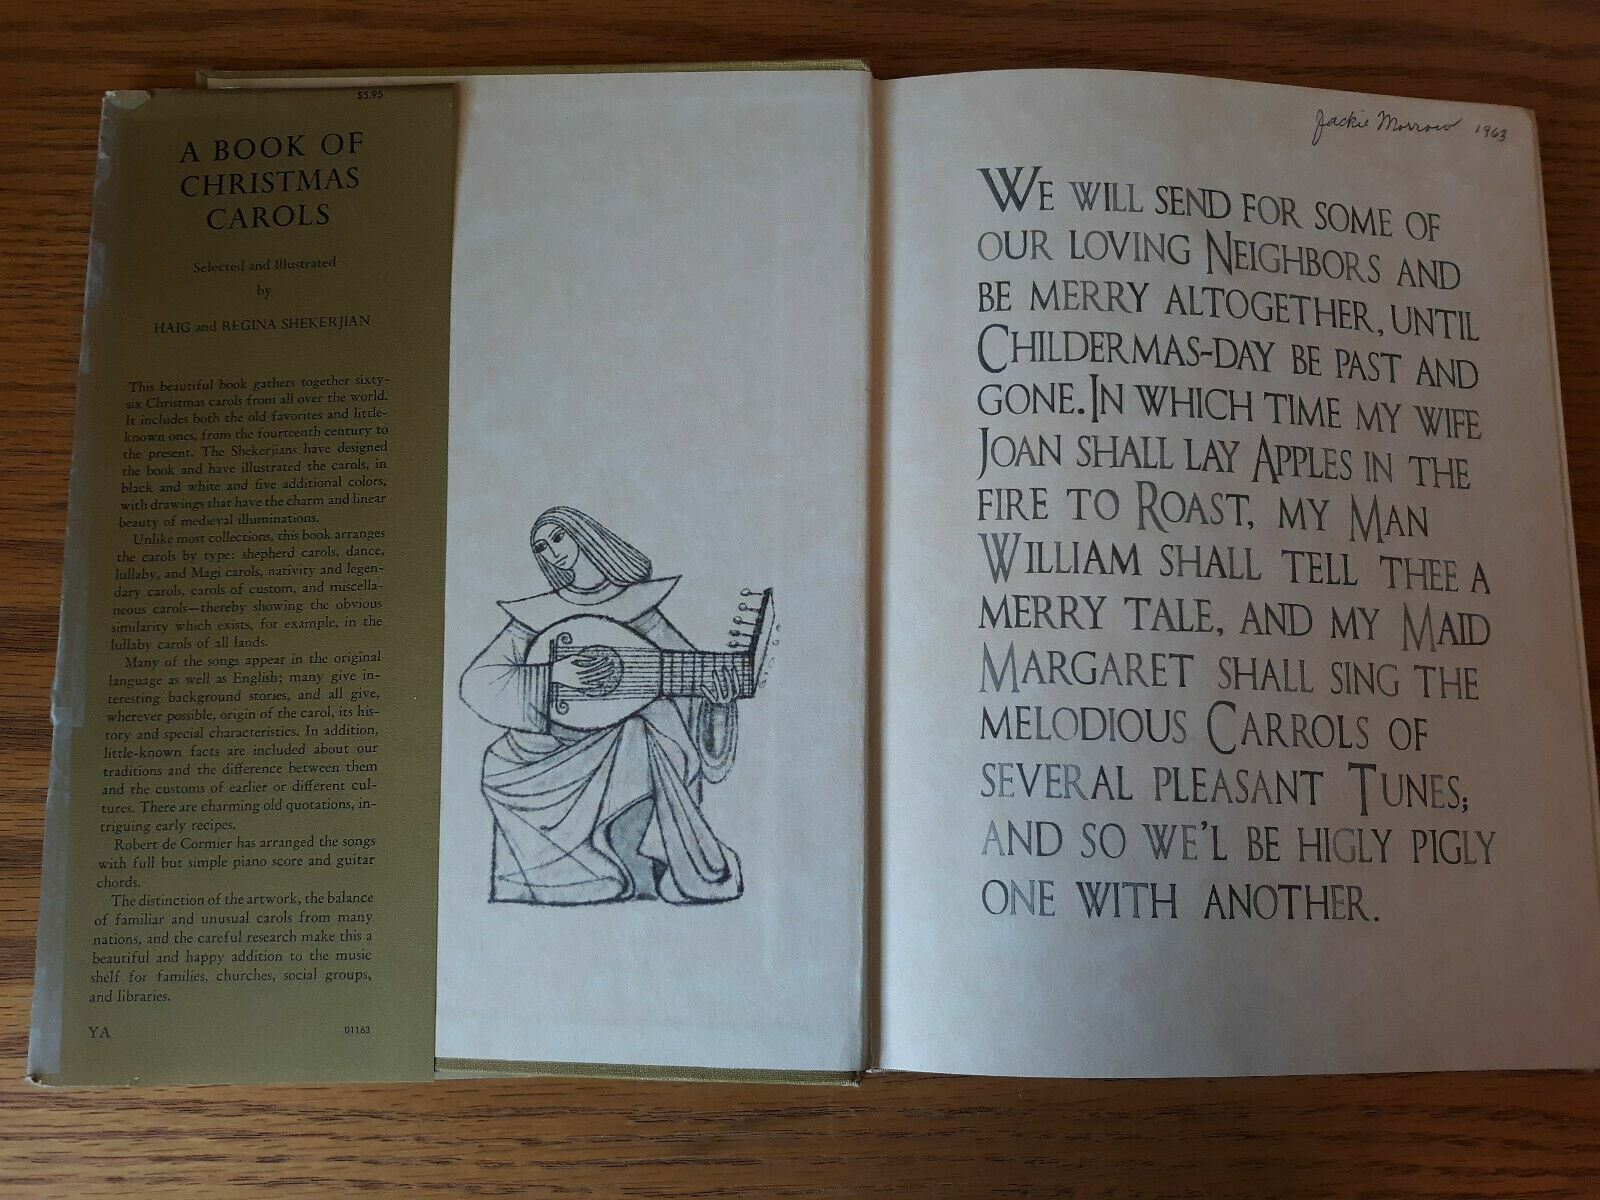 $5.95
A BOOK OF
CHRISTMAS
CAROLS
Selected and Illustrated
by
HAIG and REGINA SHEKERJIAN
This beautiful book gathers together sixty-
six Christmas carols from all over the world.
It includes both the old favorites and little-
known ones, from the fourteenth century to
the present. The Shekerjians have designed
the book and have illustrated the carols, in
black and white and five additional colors,
with drawings that have the charm and linear
beauty of medieval illuminations.
Unlike most collections, this book arranges
the carols by type: shepherd carols, dance,
lullaby, and Magi carols, nativity and legen-
dary carols, carols of custom, and miscella-
neous carols—thereby showing the obvious
similarity which exists, for example, in the
lullaby carols of all lands.
Many of the songs appear in the original
language as well as English; many give in-
teresting background stories, and all give,
wherever possible, origin of the carol, its his-
tory and special characteristics. In addition,
little-known facts are included about our
traditions and the difference between them
and the customs of earlier or different cul-
tures. There are charming old quotations, in-
triguing early recipes.
Robert de Cormier has arranged the songs
with full but simple piano score and guitar
chords.
The distinction of the artwork, the balance
of familiar and unusual carols from many
nations, and the careful research make this a
beautiful and happy addition to the music
shelf for families, churches, social groups,
and libraries.
YA 01163
Jackie Morrow 1963
WE WILL SEND FOR SOME OF
OUR LOVING NEIGHBORS AND
BE MERRY ALTOGETHER, UNTIL
CHILDERMAS-DAY BE PAST AND
GONE. IN WHICH TIME MY WIFE
JOAN SHALL LAY APPLES IN THE
FIRE TO ROAST, MY MAN
WILLIAM SHALL TELL THEE A
MERRY TALE, AND MY MAID
MARGARET SHALL SING THE
MELODIOUS CARROLS OF
SEVERAL PLEASANT TUNES;
AND SO WE'L BE HIGLY PIGLY
ONE WITH ANOTHER.